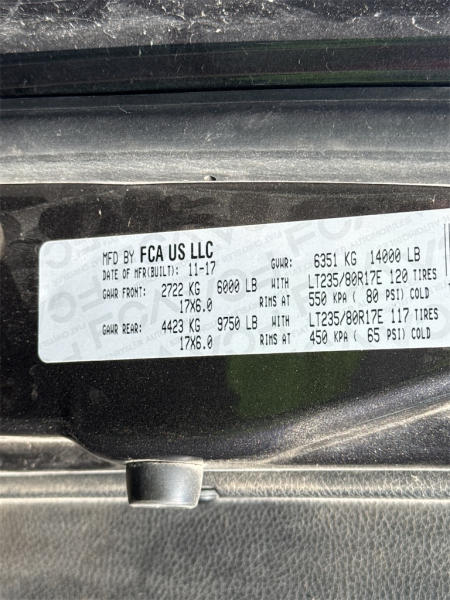 MFD BY FCA US LLC
DATE OF MFR(BUILT): 11-17 GVWR: 6351 KG 14000 LB
GAWR FRONT: 2722 KG 6000 LB WITH LT235/80R17E 120 TIRES
17X6.0 RIMS AT 550 KPA ( 80 PSI) COLD
GAWR REAR: 4423 KG 9750 LB WITH LT235/80R17E 117 TIRES
17X6.0 RIMS AT 450 KPA ( 65 PSI) COLD